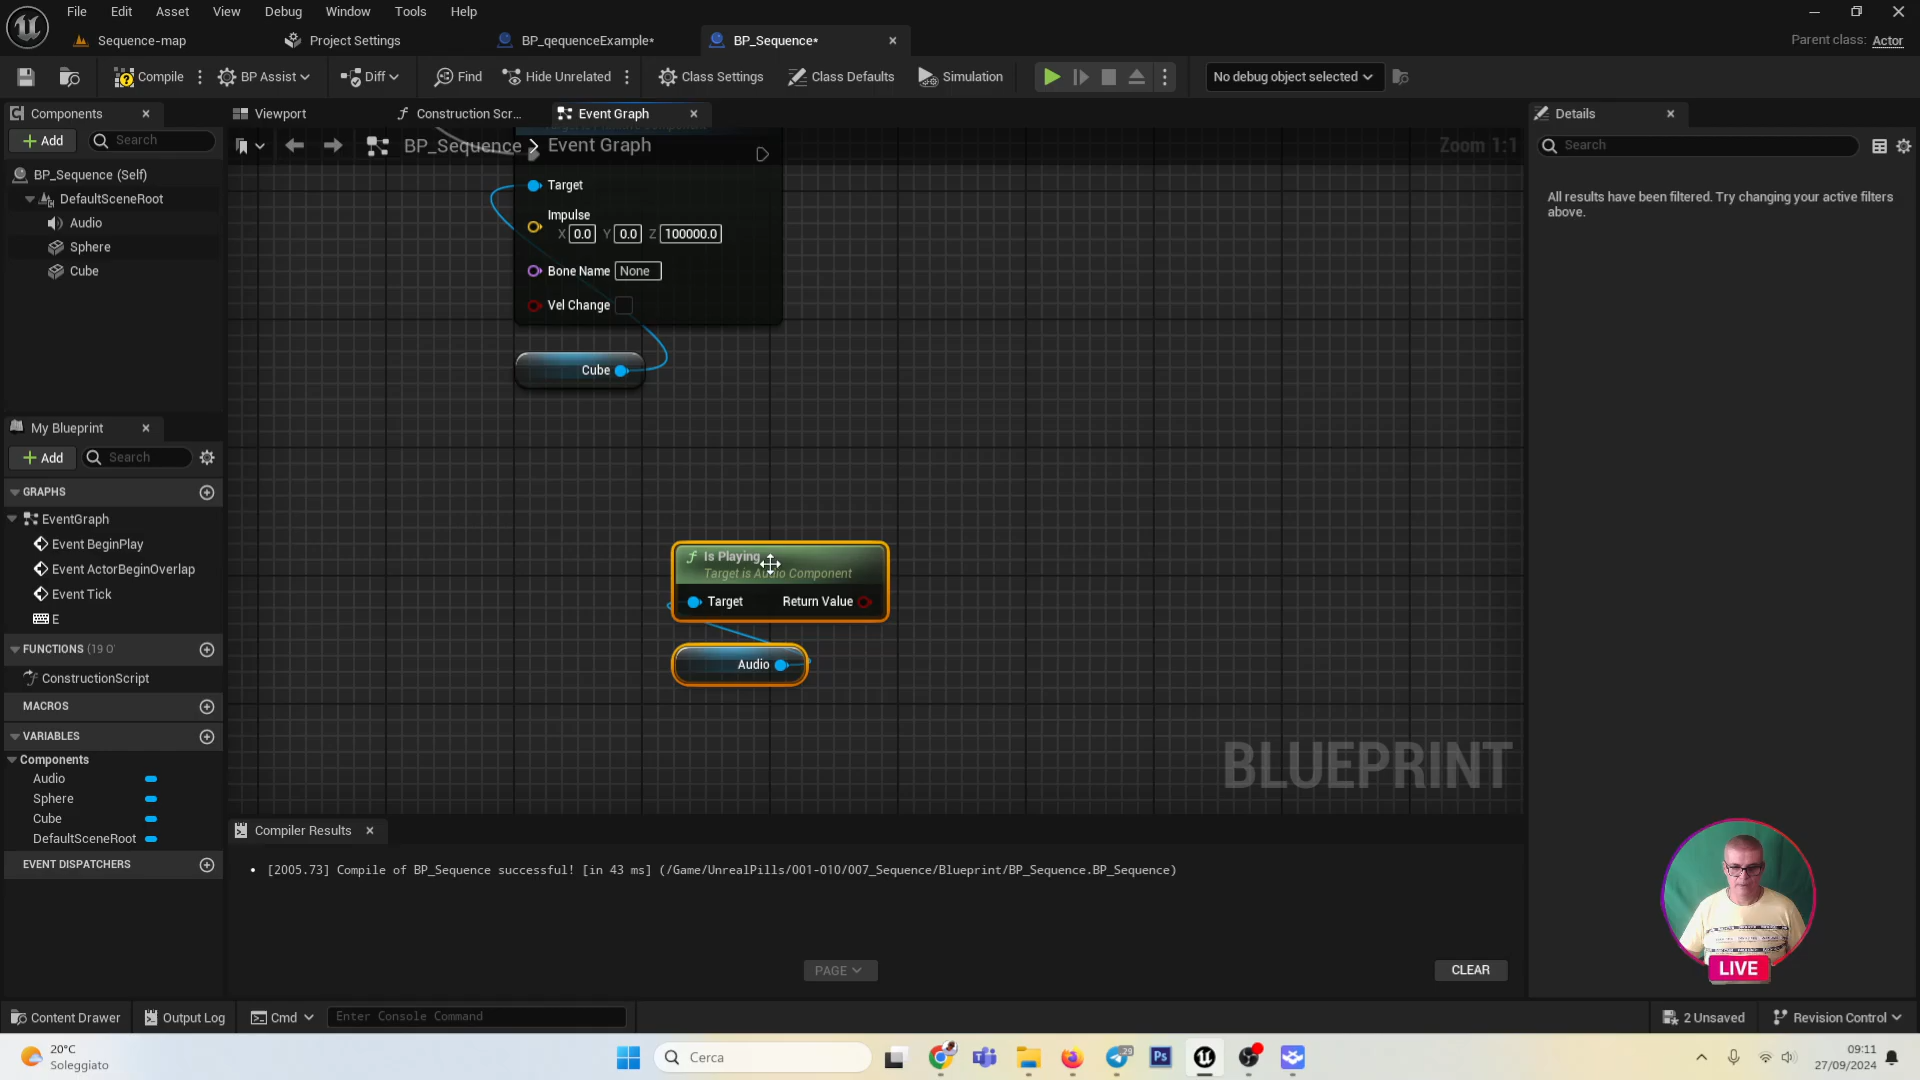 File Edit Asset View Debug Window Tools Help
Sequence-map Project Settings BP_qequenceExample* BP_Sequence*
Parent class: Actor
Compile BP Assist Diff Find Hide Unrelated Class Settings Class Defaults Simulation No debug object selected
Components
Add Search
BP_Sequence (Self)
DefaultSceneRoot
Audio
Sphere
Cube
My Blueprint
Add Search
GRAPHS
EventGraph
Event BeginPlay
Event ActorBeginOverlap
Event Tick
E
FUNCTIONS (19 O
ConstructionScript
MACROS
VARIABLES
Components
Audio
Sphere
Cube
DefaultSceneRoot
EVENT DISPATCHERS
Viewport Construction Scr... Event Graph
BP_Sequence > Event Graph
Zoom 1:1
Target
Impulse
X 0.0 Y 0.0 Z 100000.0
Bone Name None
Vel Change
Cube
f Is Playing
Target is Audio Component
Target Return Value
Audio
BLUEPRINT
Compiler Results
• [2005.73] Compile of BP_Sequence successful! [in 43 ms] (/Game/UnrealPills/001-010/007_Sequence/Blueprint/BP_Sequence.BP_Sequence)
PAGE CLEAR
Details
Search
All results have been filtered. Try changing your active filters
above.
LIVE
Content Drawer Output Log Cmd Enter Console Command 2 Unsaved Revision Control
20°C
Soleggiato
Cerca
29
Ps
09:11
27/09/2024